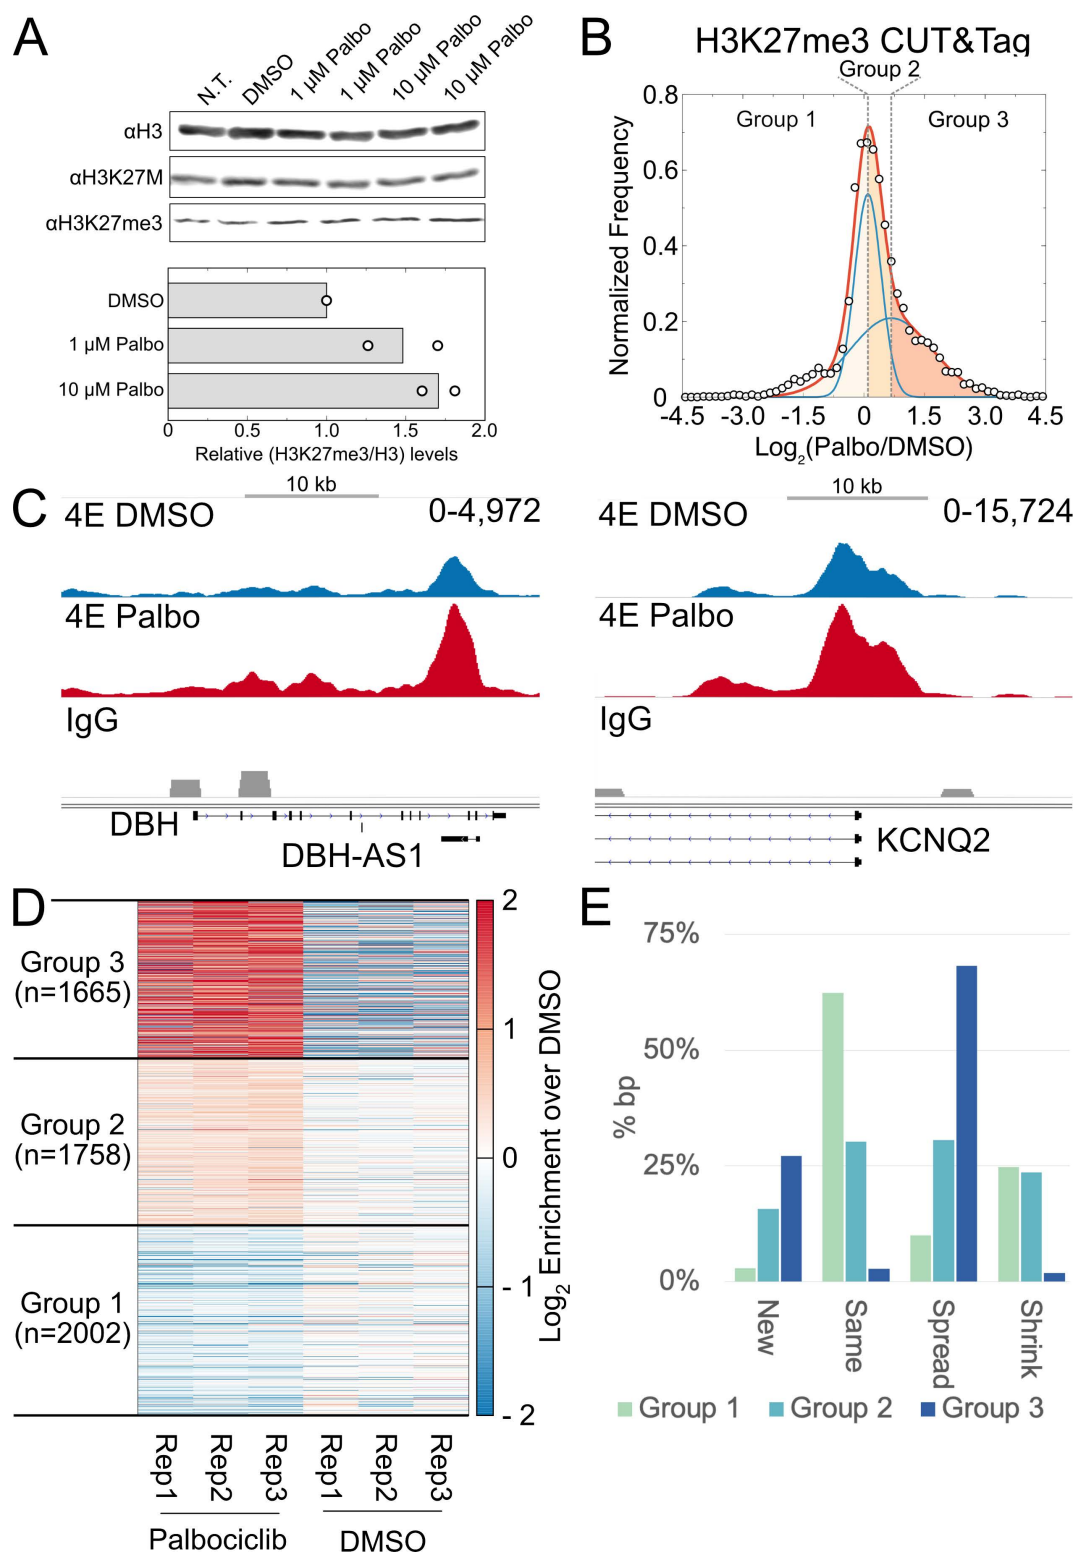 A
N.T.
DMSO
1 µM Palbo
1 µM Palbo
10 µM Palbo
10 µM Palbo
αH3
αH3K27M
αH3K27me3
DMSO
1 µM Palbo
10 µM Palbo
0
0.5
1.0
1.5
2.0
Relative (H3K27me3/H3) levels
B
H3K27me3 CUT&Tag
Group 2
Group 1
Group 3
Normalized Frequency
0.8
0.6
0.4
0.2
0
-4.5
-3.0
-1.5
0
1.5
3.0
4.5
Log2(Palbo/DMSO)
C
10 kb
4E DMSO
0-4,972
4E Palbo
IgG
DBH
DBH-AS1
10 kb
4E DMSO
0-15,724
4E Palbo
IgG
KCNQ2
D
Group 3
(n=1665)
Group 2
(n=1758)
Group 1
(n=2002)
2
1
0
- 1
- 2
Log2 Enrichment over DMSO
Rep1
Rep2
Rep3
Rep1
Rep2
Rep3
Palbociclib
DMSO
E
75%
50%
25%
0%
% bp
New
Same
Spread
Shrink
Group 1
Group 2
Group 3